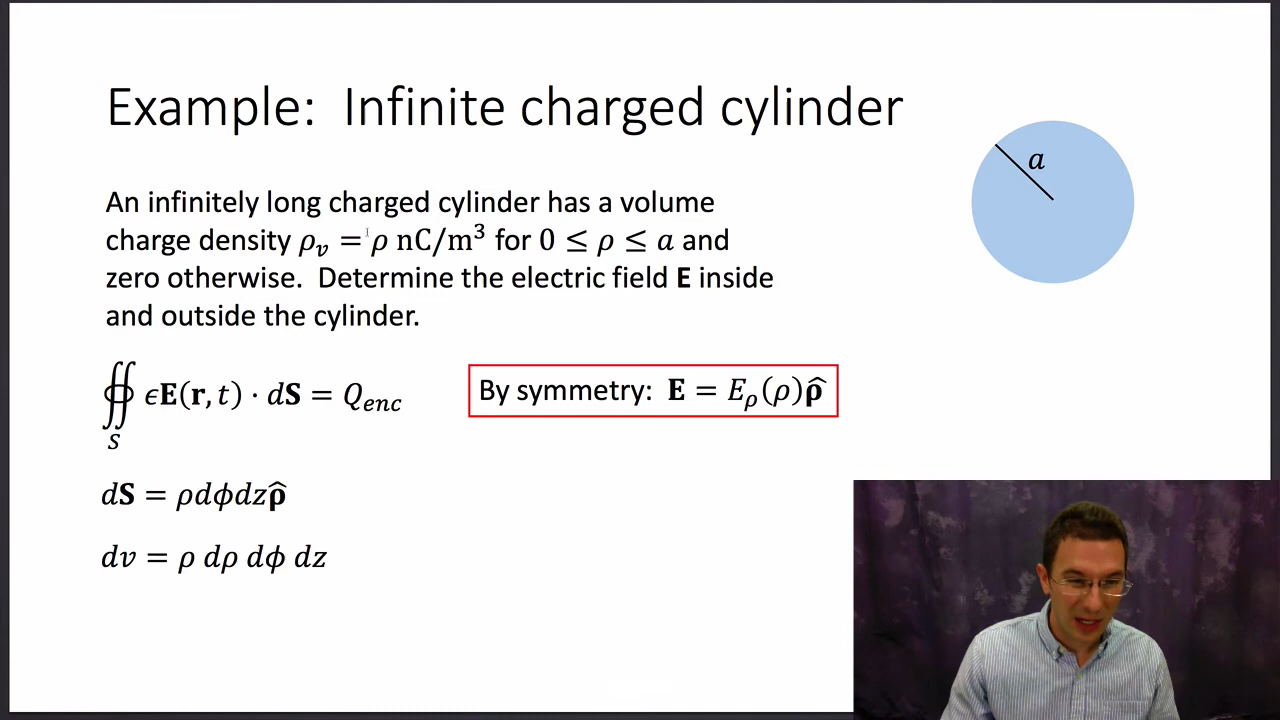 Example: Infinite charged cylinder
a
An infinitely long charged cylinder has a volume
charge density ρᵥ = ρ nC/m³ for 0 ≤ ρ ≤ a and
zero otherwise. Determine the electric field E inside
and outside the cylinder.
∯_S ϵE(r, t) · dS = Q_enc
By symmetry: E = E_ρ(ρ)ρ̂
dS = ρdϕdzρ̂
dv = ρ dρ dϕ dz